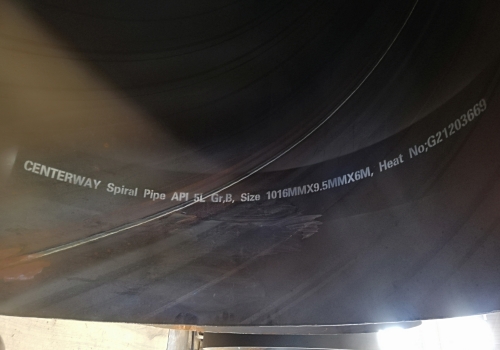 CENTERWAY Spiral Pipe API 5L Gr,B, Size 1016MMX9.5MMX6M, Heat No;G21203669